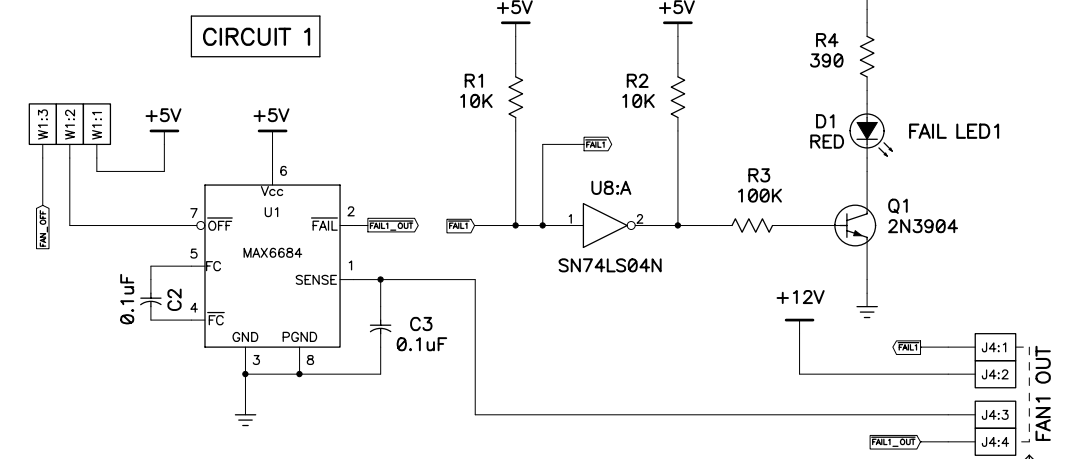 CIRCUIT 1
+5V
+5V
R1
10K
R2
10K
R4
390
D1
RED
FAIL LED1
W1:3
W1:2
W1:1
+5V
+5V
6
Vcc
U1
7
OFF
FAIL
2
FAIL1_OUT
FAN_OFF
MAX6684
5
FC
SENSE
1
0.1uF
C2
4
FC
GND
PGND
3
8
C3
0.1uF
FAIL1
FAIL1
U8:A
1
2
SN74LS04N
R3
100K
Q1
2N3904
+12V
FAIL1
J4:1
J4:2
J4:3
FAIL1_OUT
J4:4
FAN1 OUT